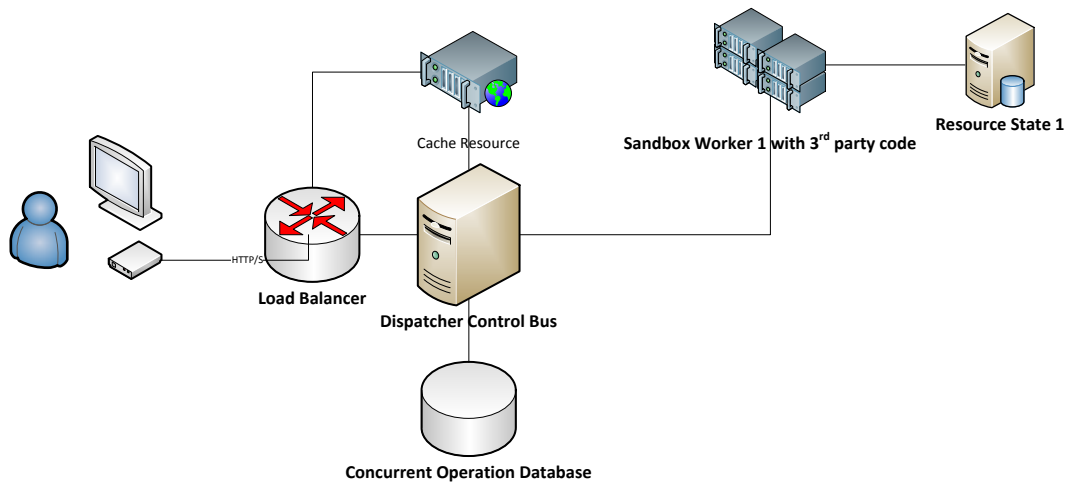 Cache Resource
Sandbox Worker 1 with 3rd party code
Resource State 1
HTTP/S
Load Balancer
Dispatcher Control Bus
Concurrent Operation Database